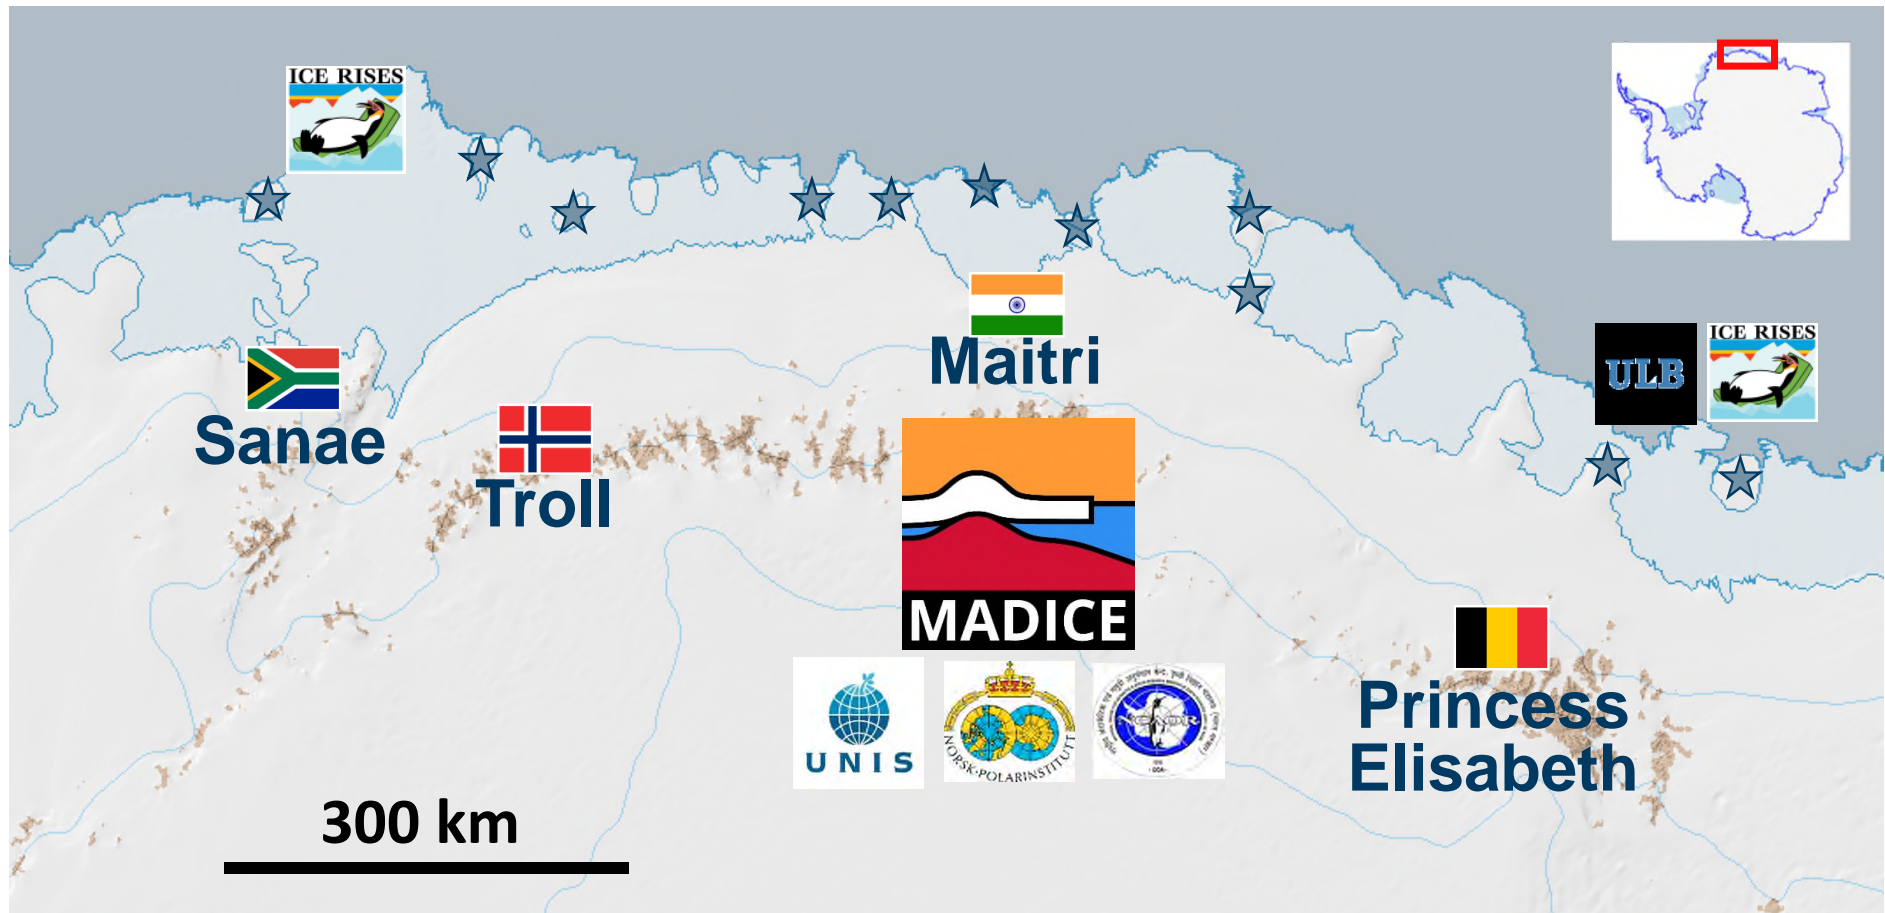 ICE RISES
Maitri
ULB
ICE RISES
Sanae
Troll
MADICE
UNIS
NORSK-POLARINSTITUTT
Princess
Elisabeth
300 km